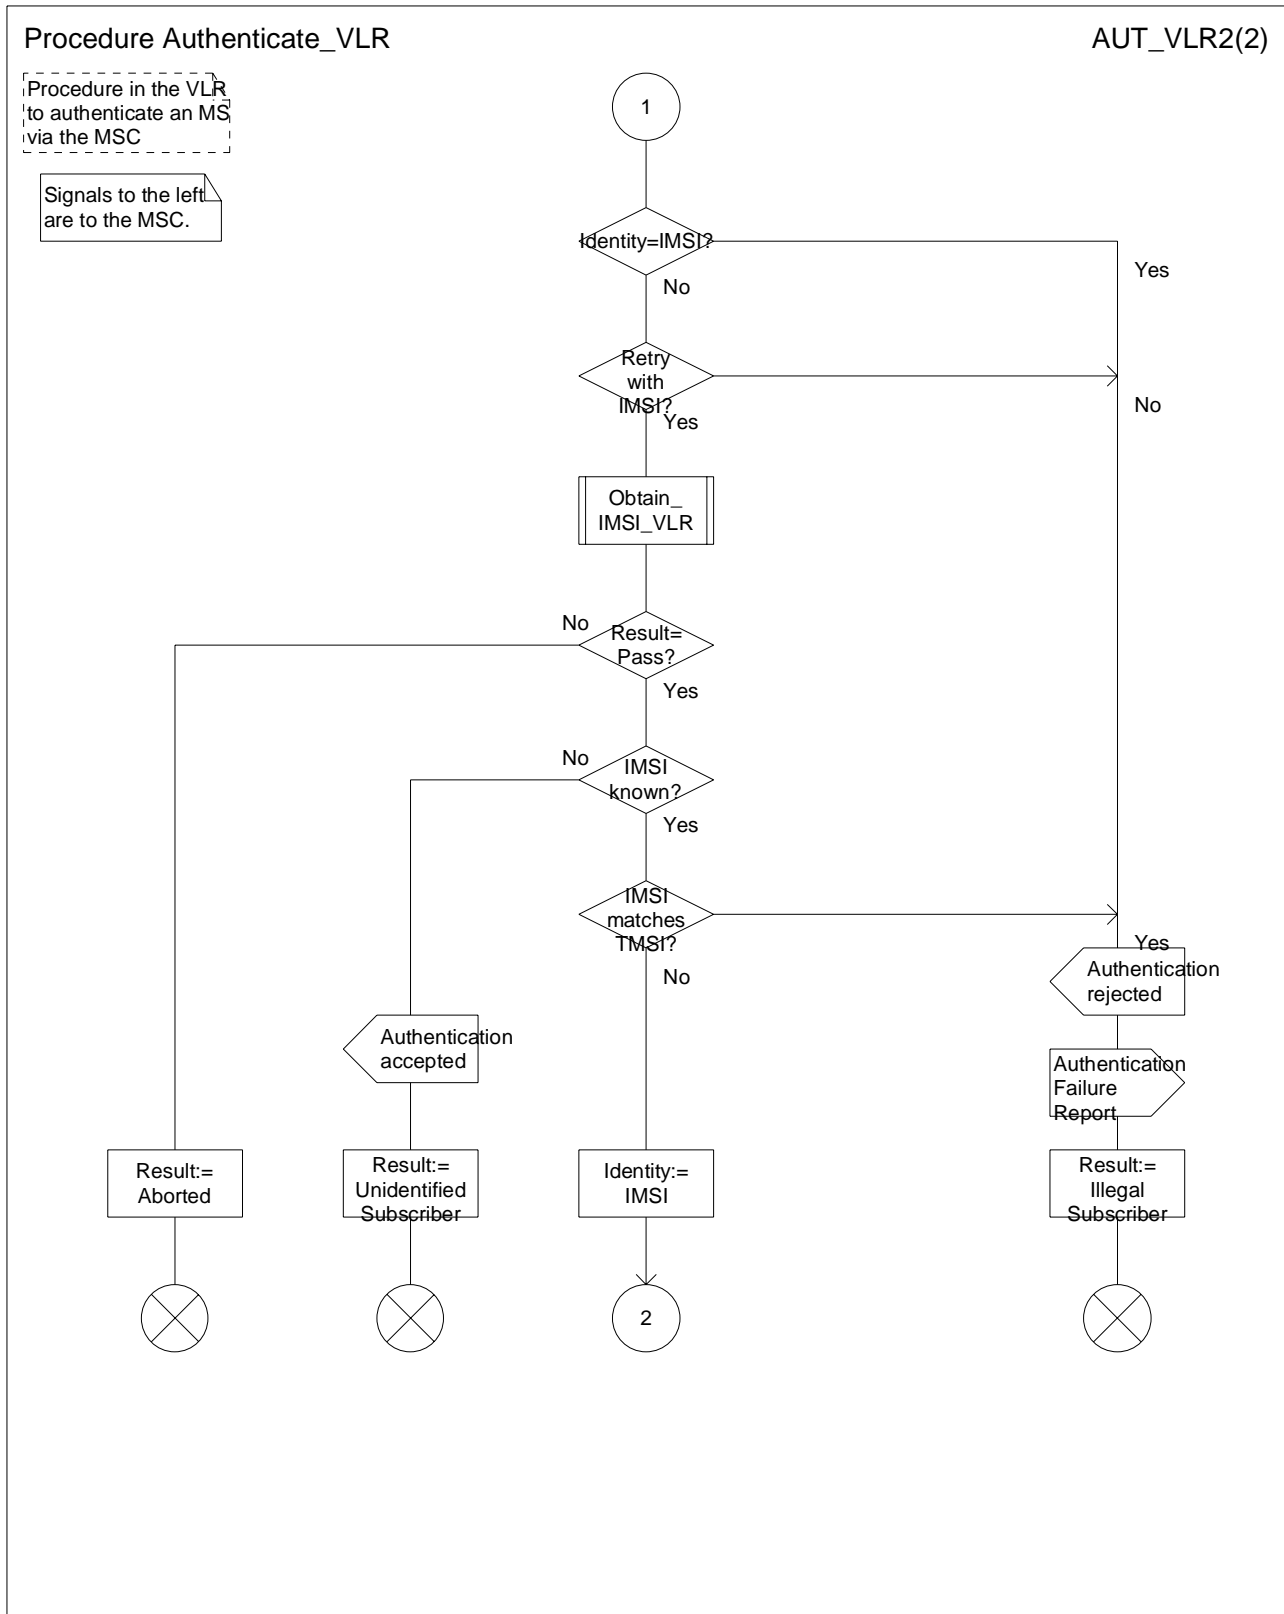 Procedure Authenticate_VLR
AUT_VLR2(2)
Procedure in the VLR
to authenticate an MS
via the MSC
1
Signals to the left
are to the MSC.
Identity=IMSI?
Yes
No
Retry
with
IMSI?
No
Yes
Obtain_
IMSI_VLR
No
Result=
Pass?
Yes
No
IMSI
known?
Yes
IMSI
matches
TMSI?
Yes
No
Authentication
rejected
Authentication
accepted
Authentication
Failure
Report
Result:=
Aborted
Result:=
Unidentified
Subscriber
Identity:=
IMSI
Result:=
Illegal
Subscriber
2